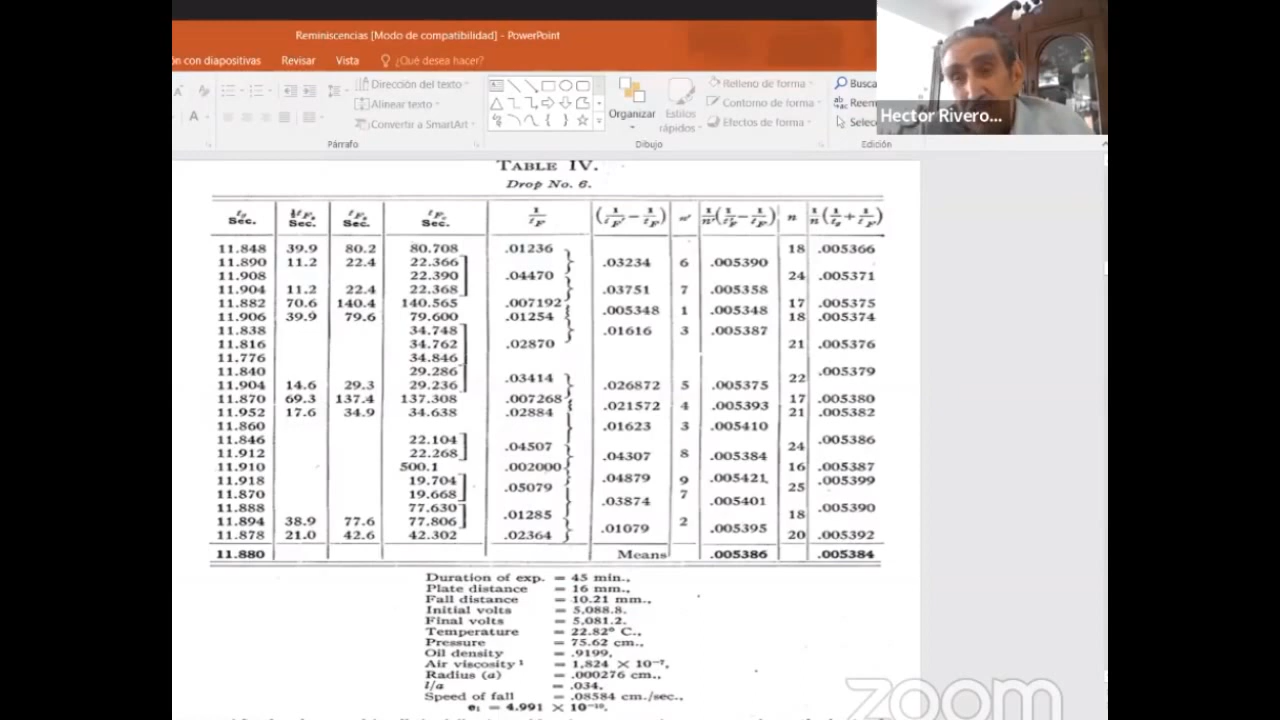 Reminiscencias [Modo de compatibilidad] - PowerPoint
ón con diapositivas Revisar Vista ¿Qué desea hacer?
Dirección del texto
Alinear texto
Convertir a SmartArt
Párrafo
Organizar
Estilos
rápidos
Relleno de forma
Contorno de forma
Efectos de forma
Dibujo
Busca
Reem
Selec
Edición
Hector Rivero...
TABLE IV.
Drop No. 6.
Sec. Sec. Sec. Sec. n′ n
11.848 39.9 80.2 80.708 .01236 18 .005366
11.890 11.2 22.4 22.366 .03234 6 .005390
11.908 22.390 .04470 24 .005371
11.904 11.2 22.4 22.368 .03751 7 .005358
11.882 70.6 140.4 140.565 .007192 17 .005375
.005348 1 .005348
11.906 39.9 79.6 79.600 .01254 18 .005374
11.838 34.748 .01616 3 .005387
11.816 34.762 .02870 21 .005376
11.776 34.846
11.840 29.286 .005379
.03414 22
11.904 14.6 29.3 29.236 .026872 5 .005375
11.870 69.3 137.4 137.308 .007268 17 .005380
.021572 4 .005393
11.952 17.6 34.9 34.638 .02884 21 .005382
11.860 .01623 3 .005410
11.846 22.104 .005386
.04507 24
11.912 22.268 .04307 8 .005384
11.910 500.1 .002000 16 .005387
11.918 19.704 .04879 9 .005421 .005399
.05079 25
11.870 19.668 7
.03874 .005401
11.888 77.630 .005390
.01285 18
11.894 38.9 77.6 77.806 2
.01079 .005395
11.878 21.0 42.6 42.302 .02364 20 .005392
11.880 Means .005386 .005384
Duration of exp. = 45 min.,
Plate distance = 16 mm.,
Fall distance = 10.21 mm.,
Initial volts = 5,088.8.
Final volts = 5,081.2.
Temperature = 22.82° C.,
Pressure = 75.62 cm.,
Oil density = .9199,
Air viscosity ¹ = 1,824 × 10⁻⁷,
Radius (a) = .000276 cm.,
l/a = .034,
Speed of fall = .08584 cm./sec.,
e₁ = 4.991 × 10⁻¹⁰.
zoom